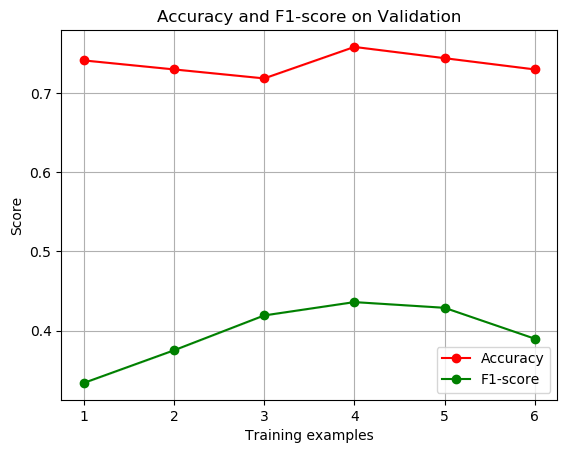 Accuracy and F1-score on Validation
Score
0.7
0.6
0.5
0.4
1 2 3 4 5 6
Training examples
Accuracy
F1-score